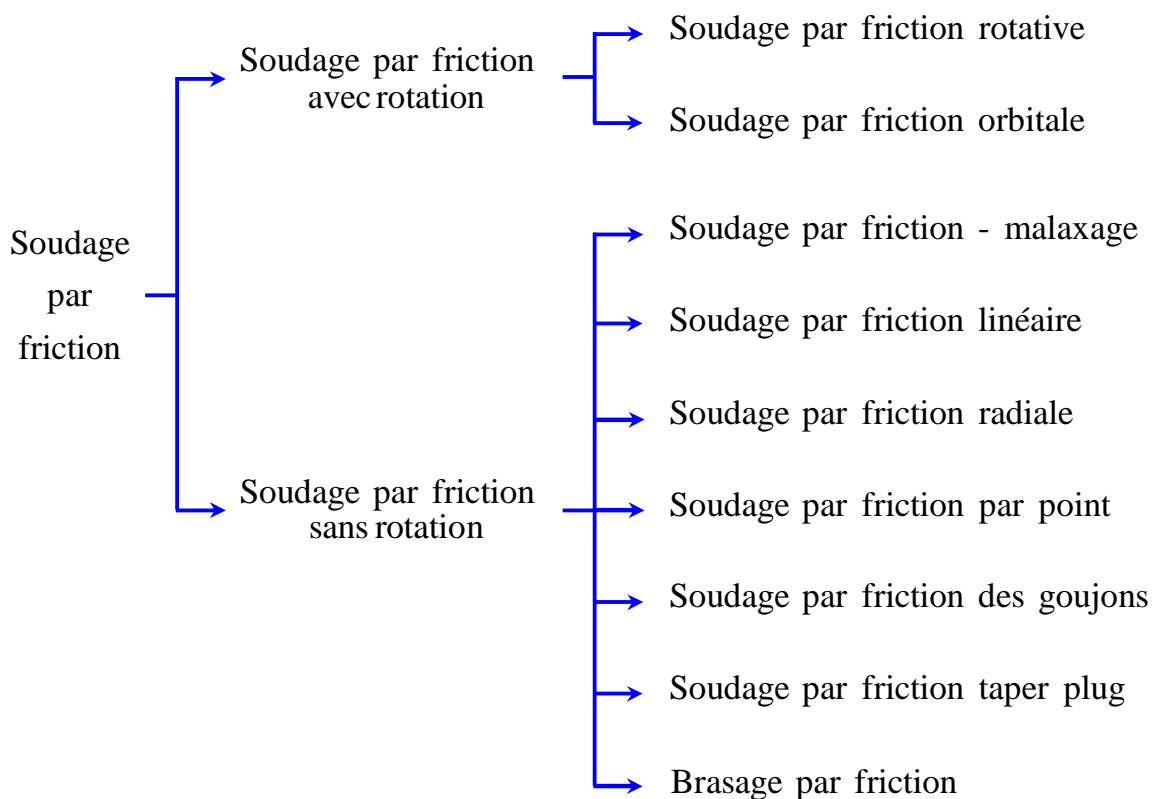 Soudage
par
friction
Soudage par friction
avec rotation
Soudage par friction rotative
Soudage par friction orbitale
Soudage par friction
sans rotation
Soudage par friction - malaxage
Soudage par friction linéaire
Soudage par friction radiale
Soudage par friction par point
Soudage par friction des goujons
Soudage par friction taper plug
Brasage par friction